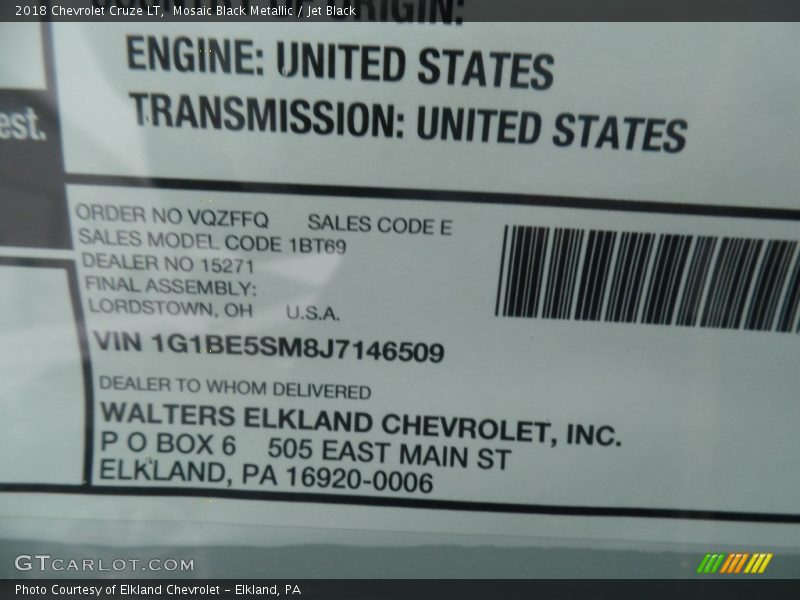 2018 Chevrolet Cruze LT, Mosaic Black Metallic / Jet Black
ORIGIN:
ENGINE: UNITED STATES
TRANSMISSION: UNITED STATES
est.
ORDER NO VQZFFQ SALES CODE E
SALES MODEL CODE 1BT69
DEALER NO 15271
FINAL ASSEMBLY:
LORDSTOWN, OH U.S.A.
VIN 1G1BE5SM8J7146509
DEALER TO WHOM DELIVERED
WALTERS ELKLAND CHEVROLET, INC.
P O BOX 6 505 EAST MAIN ST
ELKLAND, PA 16920-0006
GTCARLOT.COM
Photo Courtesy of Elkland Chevrolet – Elkland, PA